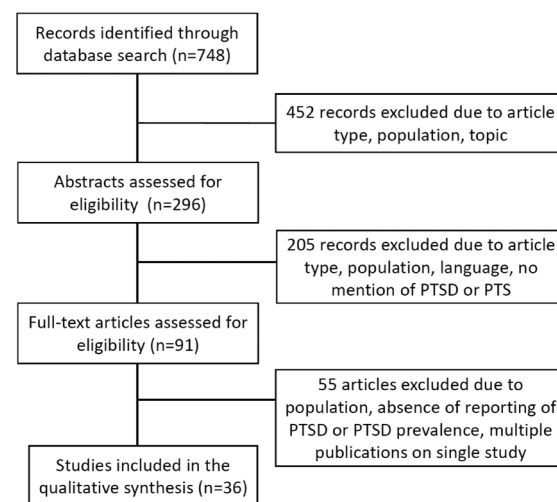 Records identified through
database search (n=748)
452 records excluded due to article
type, population, topic
Abstracts assessed for
eligibility (n=296)
205 records excluded due to article
type, population, language, no
mention of PTSD or PTS
Full-text articles assessed for
eligibility (n=91)
55 articles excluded due to
population, absence of reporting of
PTSD or PTSD prevalence, multiple
publications on single study
Studies included in the
qualitative synthesis (n=36)